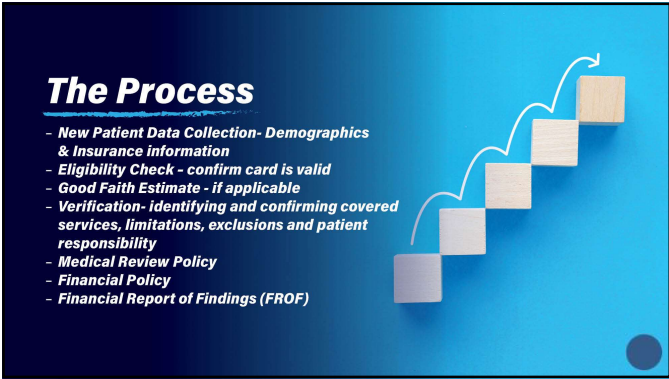 The Process
– New Patient Data Collection- Demographics
& Insurance information
– Eligibility Check – confirm card is valid
– Good Faith Estimate - if applicable
– Verification- identifying and confirming covered
services, limitations, exclusions and patient
responsibility
– Medical Review Policy
– Financial Policy
– Financial Report of Findings (FROF)